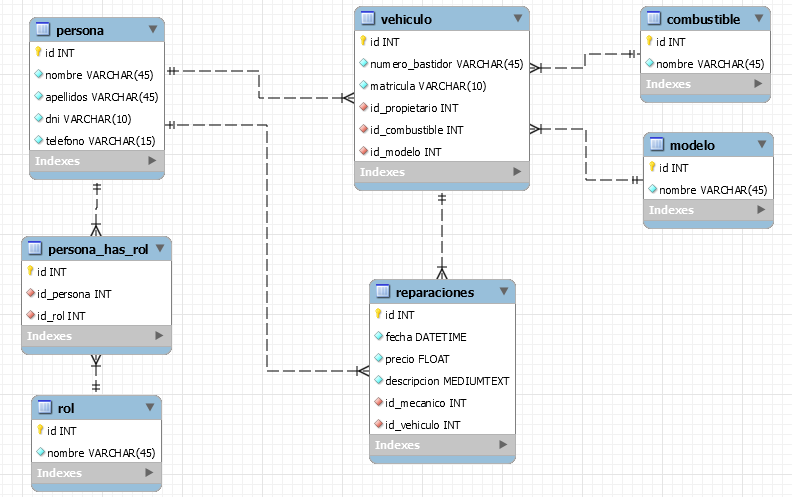 persona
id INT
nombre VARCHAR(45)
apellidos VARCHAR(45)
dni VARCHAR(10)
telefono VARCHAR(15)
Indexes
vehiculo
id INT
numero_bastidor VARCHAR(45)
matricula VARCHAR(10)
id_propietario INT
id_combustible INT
id_modelo INT
Indexes
combustible
id INT
nombre VARCHAR(45)
Indexes
modelo
id INT
nombre VARCHAR(45)
Indexes
persona_has_rol
id INT
id_persona INT
id_rol INT
Indexes
reparaciones
id INT
fecha DATETIME
precio FLOAT
descripcion MEDIUMTEXT
id_mecanico INT
id_vehiculo INT
Indexes
rol
id INT
nombre VARCHAR(45)
Indexes